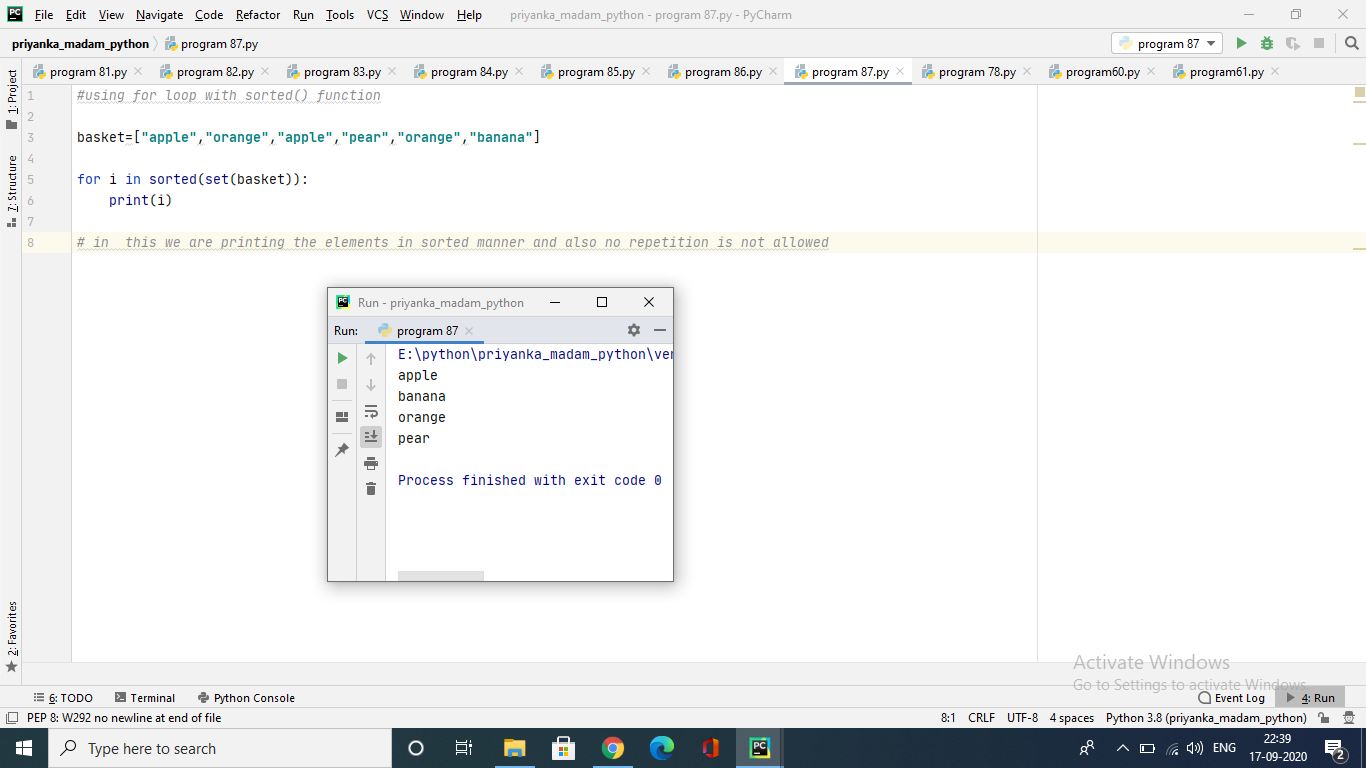 File Edit View Navigate Code Refactor Run Tools VCS Window Help priyanka_madam_python - program 87.py - PyCharm
priyanka_madam_python program 87.py program 87
program 81.py program 82.py program 83.py program 84.py program 85.py program 86.py program 87.py program 78.py program60.py program61.py
1: Project
7: Structure
2: Favorites
1 #using for loop with sorted() function
2
3 basket=["apple","orange","apple","pear","orange","banana"]
4
5 for i in sorted(set(basket)):
6 print(i)
7
8 # in  this we are printing the elements in sorted manner and also no repetition is not allowed
Run - priyanka_madam_python
Run: program 87
E:\python\priyanka_madam_python\ve
apple
banana
orange
pear
Process finished with exit code 0
Activate Windows
Go to Settings to activate Windows.
6: TODO Terminal Python Console Event Log 4: Run
PEP 8: W292 no newline at end of file 8:1 CRLF UTF-8 4 spaces Python 3.8 (priyanka_madam_python)
Type here to search ENG 22:39
17-09-2020 2